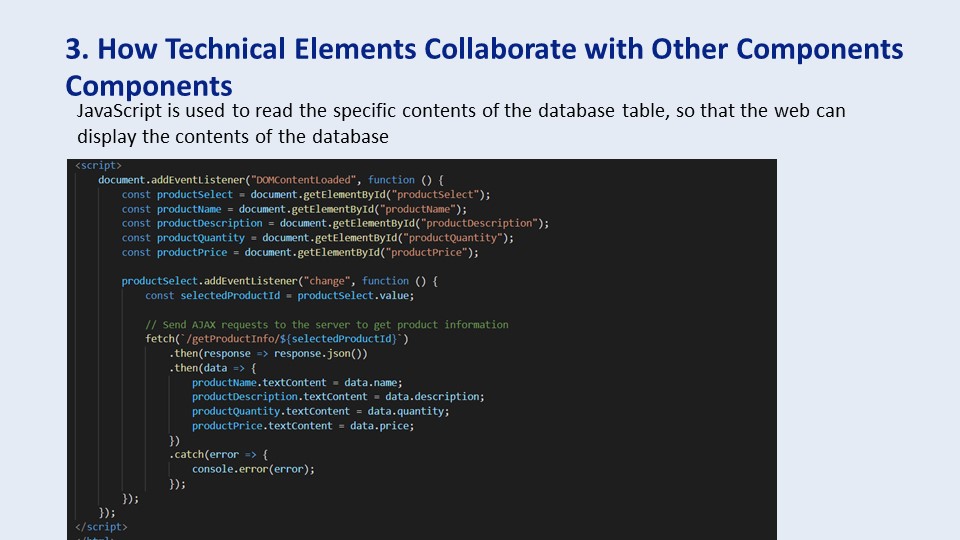 3. How Technical Elements Collaborate with Other Components
Components
JavaScript is used to read the specific contents of the database table, so that the web can
display the contents of the database
<script>
document.addEventListener("DOMContentLoaded", function () {
const productSelect = document.getElementById("productSelect");
const productName = document.getElementById("productName");
const productDescription = document.getElementById("productDescription");
const productQuantity = document.getElementById("productQuantity");
const productPrice = document.getElementById("productPrice");
productSelect.addEventListener("change", function () {
const selectedProductId = productSelect.value;
// Send AJAX requests to the server to get product information
fetch(`/getProductInfo/${selectedProductId}`)
.then(response => response.json())
.then(data => {
productName.textContent = data.name;
productDescription.textContent = data.description;
productQuantity.textContent = data.quantity;
productPrice.textContent = data.price;
})
.catch(error => {
console.error(error);
});
});
});
</script>